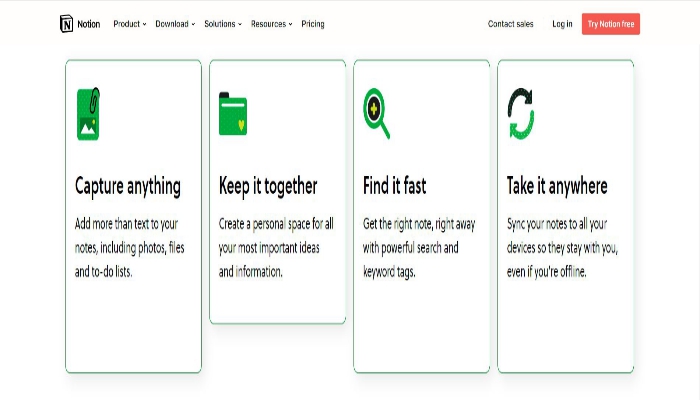 Notion Product Download Solutions Resources Pricing Contact sales Log in Try Notion free
Capture anything
Add more than text to your
notes, including photos, files
and to-do lists.
Keep it together
Create a personal space for all
your most important ideas
and information.
Find it fast
Get the right note, right away
with powerful search and
keyword tags.
Take it anywhere
Sync your notes to all your
devices so they stay with you,
even if you're offline.